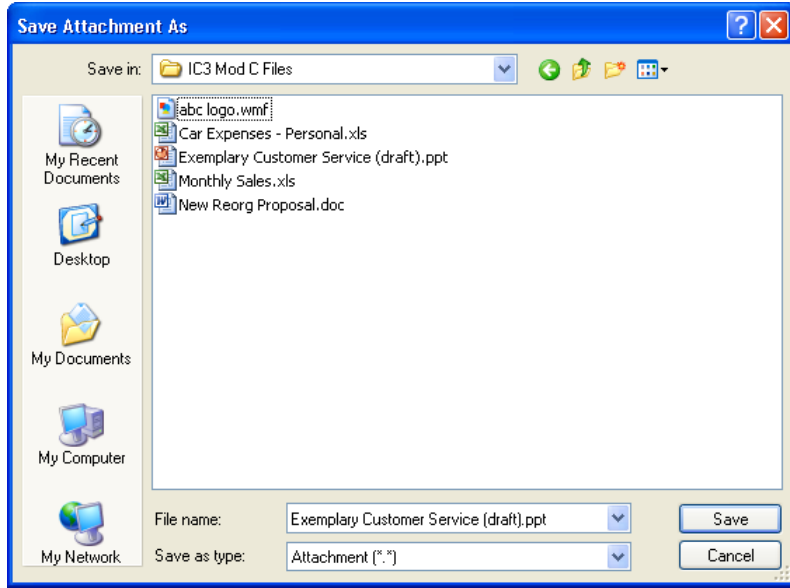 Save Attachment As
Save in: IC3 Mod C Files
My Recent
Documents
Desktop
My Documents
My Computer
My Network
abc logo.wmf
Car Expenses - Personal.xls
Exemplary Customer Service (draft).ppt
Monthly Sales.xls
New Reorg Proposal.doc
File name: Exemplary Customer Service (draft).ppt Save
Save as type: Attachment (*.*) Cancel